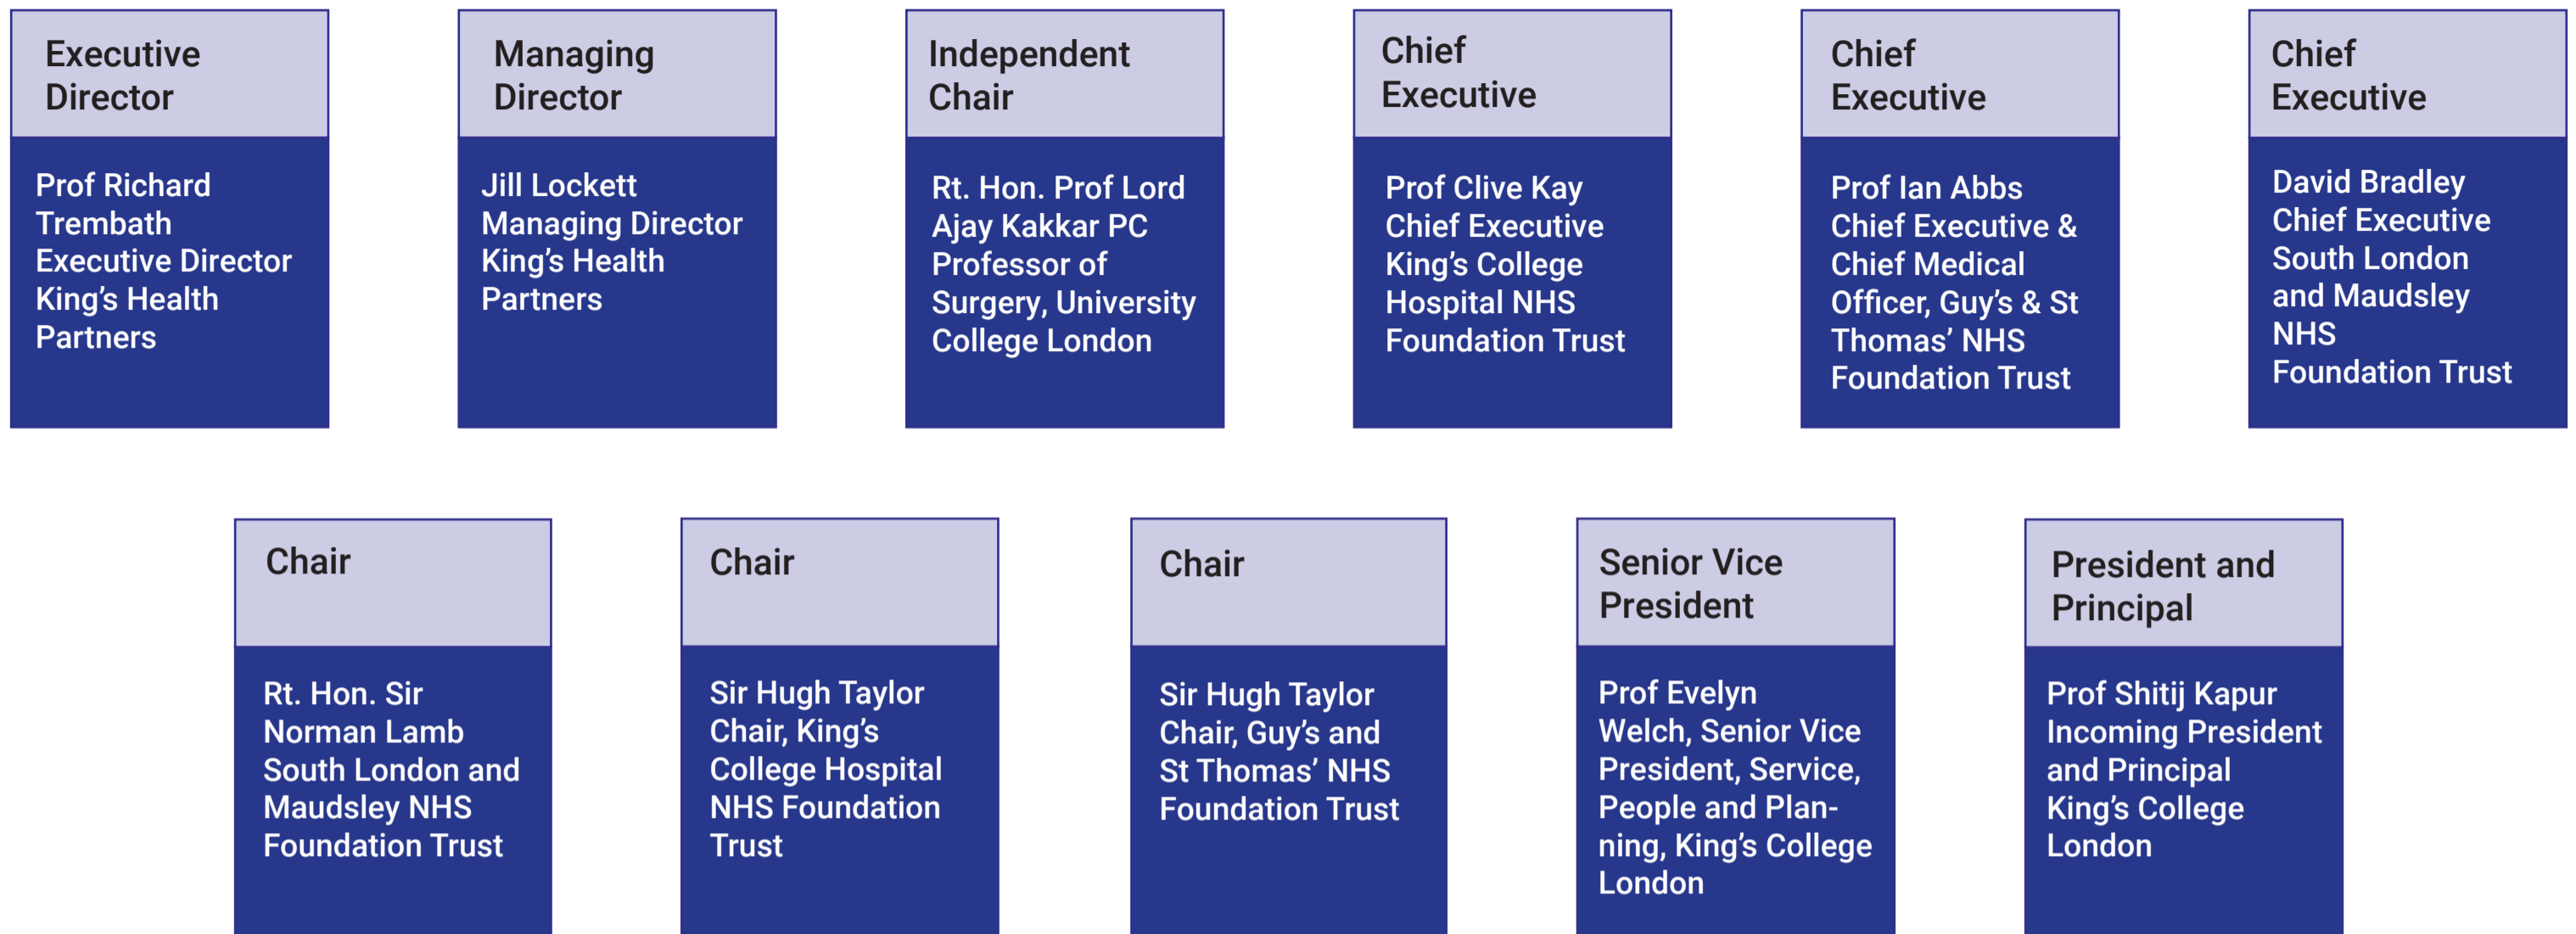 Executive
Director
Prof Richard
Trembath
Executive Director
King’s Health
Partners
Managing
Director
Jill Lockett
Managing Director
King’s Health
Partners
Independent
Chair
Rt. Hon. Prof Lord
Ajay Kakkar PC
Professor of
Surgery, University
College London
Chief
Executive
Prof Clive Kay
Chief Executive
King’s College
Hospital NHS
Foundation Trust
Chief
Executive
Prof Ian Abbs
Chief Executive &
Chief Medical
Officer, Guy’s & St
Thomas’ NHS
Foundation Trust
Chief
Executive
David Bradley
Chief Executive
South London
and Maudsley
NHS
Foundation Trust
Chair
Rt. Hon. Sir
Norman Lamb
South London and
Maudsley NHS
Foundation Trust
Chair
Sir Hugh Taylor
Chair, King’s
College Hospital
NHS Foundation
Trust
Chair
Sir Hugh Taylor
Chair, Guy’s and
St Thomas’ NHS
Foundation Trust
Senior Vice
President
Prof Evelyn
Welch, Senior Vice
President, Service,
People and Plan-
ning, King’s College
London
President and
Principal
Prof Shitij Kapur
Incoming President
and Principal
King’s College
London